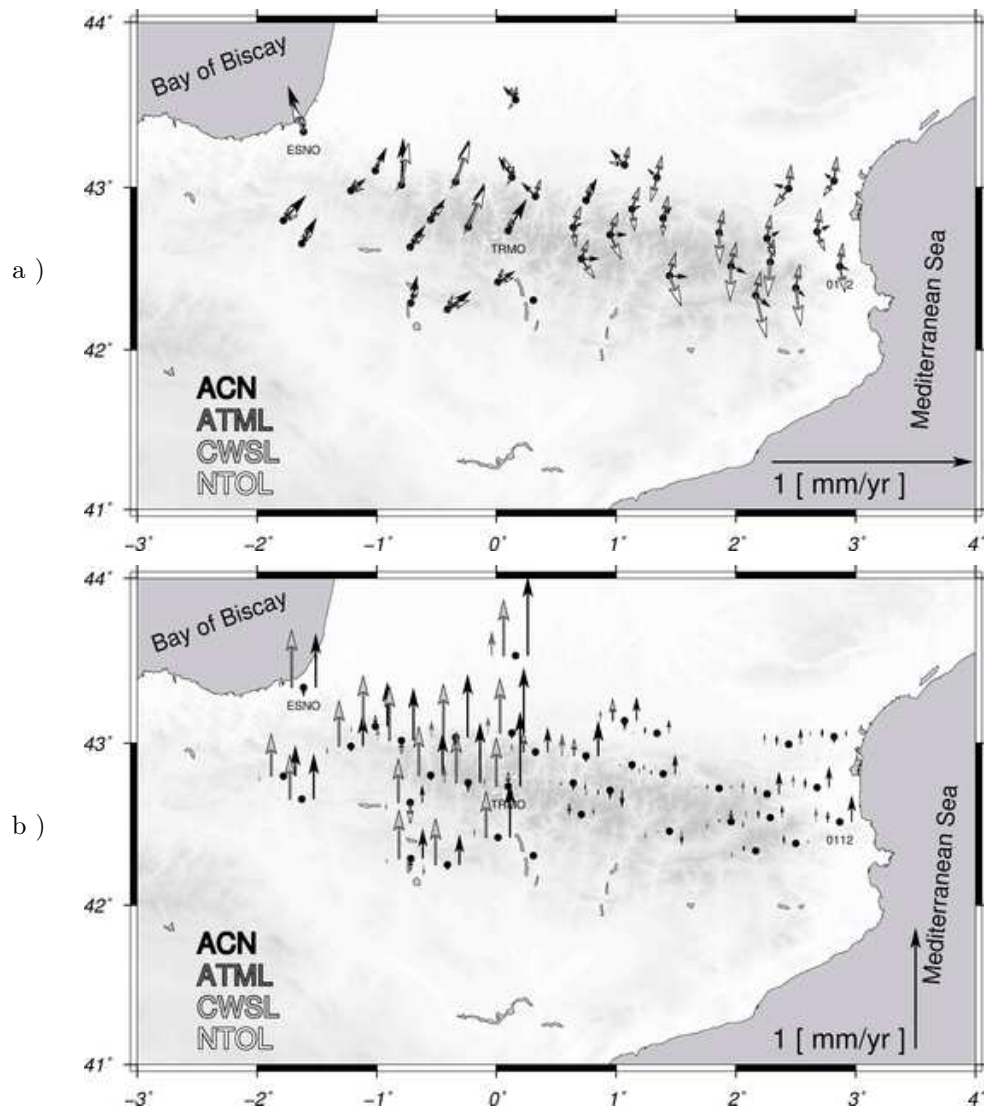 a )
44˚
43˚
42˚
41˚
Bay of Biscay
ESNO
TRMO
0112
Mediterranean Sea
ACN
ATML
CWSL
NTOL
1 [ mm/yr ]
−3˚ −2˚ −1˚ 0˚ 1˚ 2˚ 3˚ 4˚
b )
44˚
43˚
42˚
41˚
Bay of Biscay
ESNO
TRMO
0112
Mediterranean Sea
ACN
ATML
CWSL
NTOL
1 [ mm/yr ]
−3˚ −2˚ −1˚ 0˚ 1˚ 2˚ 3˚ 4˚